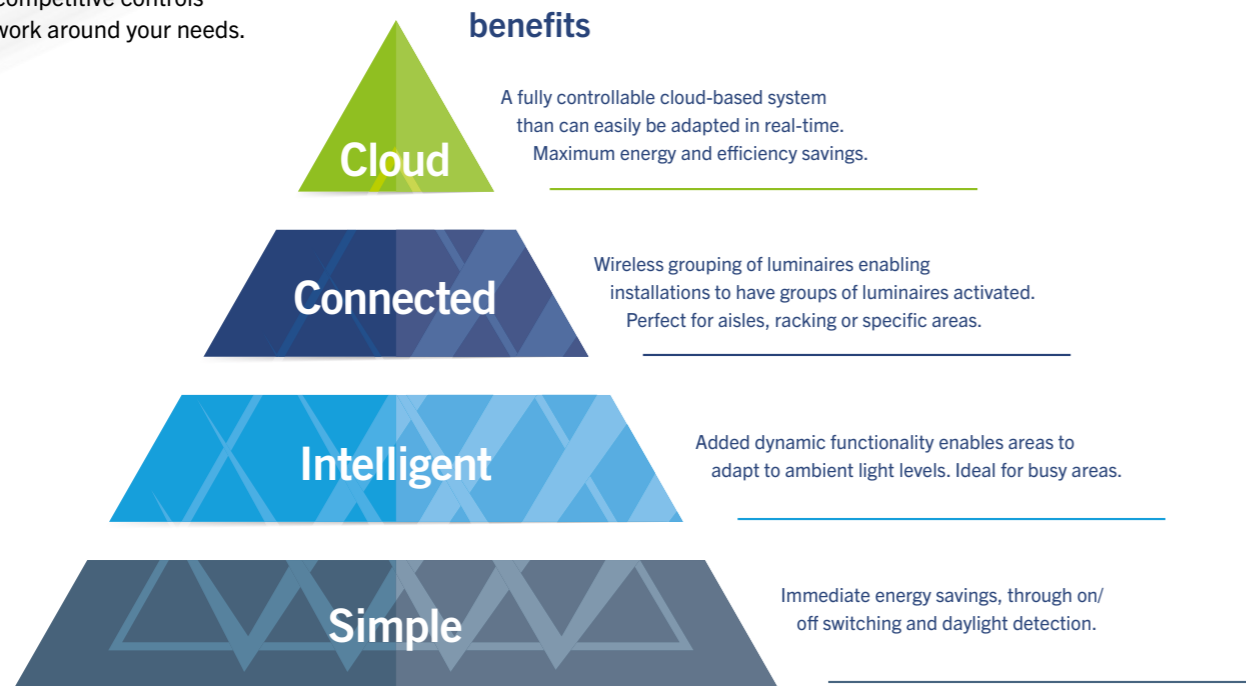 competitive controls
work around your needs.
benefits
A fully controllable cloud-based system
than can easily be adapted in real-time.
Maximum energy and efficiency savings.
Cloud
Wireless grouping of luminaires enabling
installations to have groups of luminaires activated.
Perfect for aisles, racking or specific areas.
Connected
Added dynamic functionality enables areas to
adapt to ambient light levels. Ideal for busy areas.
Intelligent
Immediate energy savings, through on/
off switching and daylight detection.
Simple